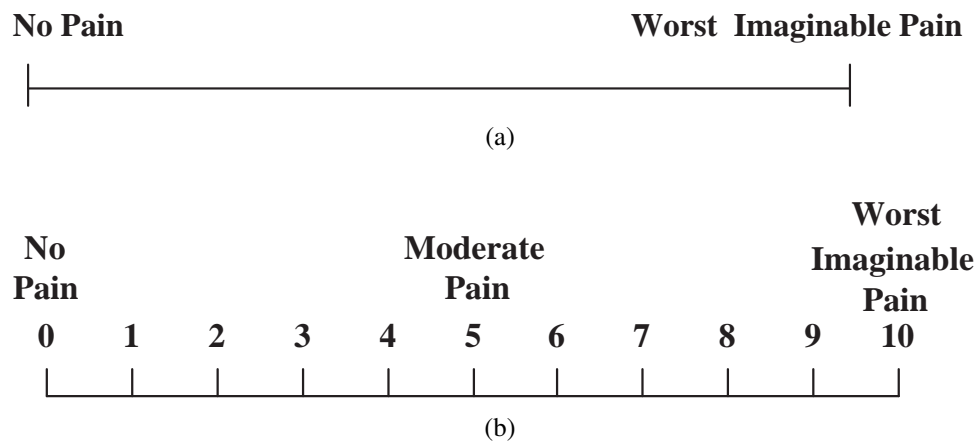 No Pain Worst Imaginable Pain
(a)
Worst
No Moderate Imaginable
Pain Pain Pain
0 1 2 3 4 5 6 7 8 9 10
(b)